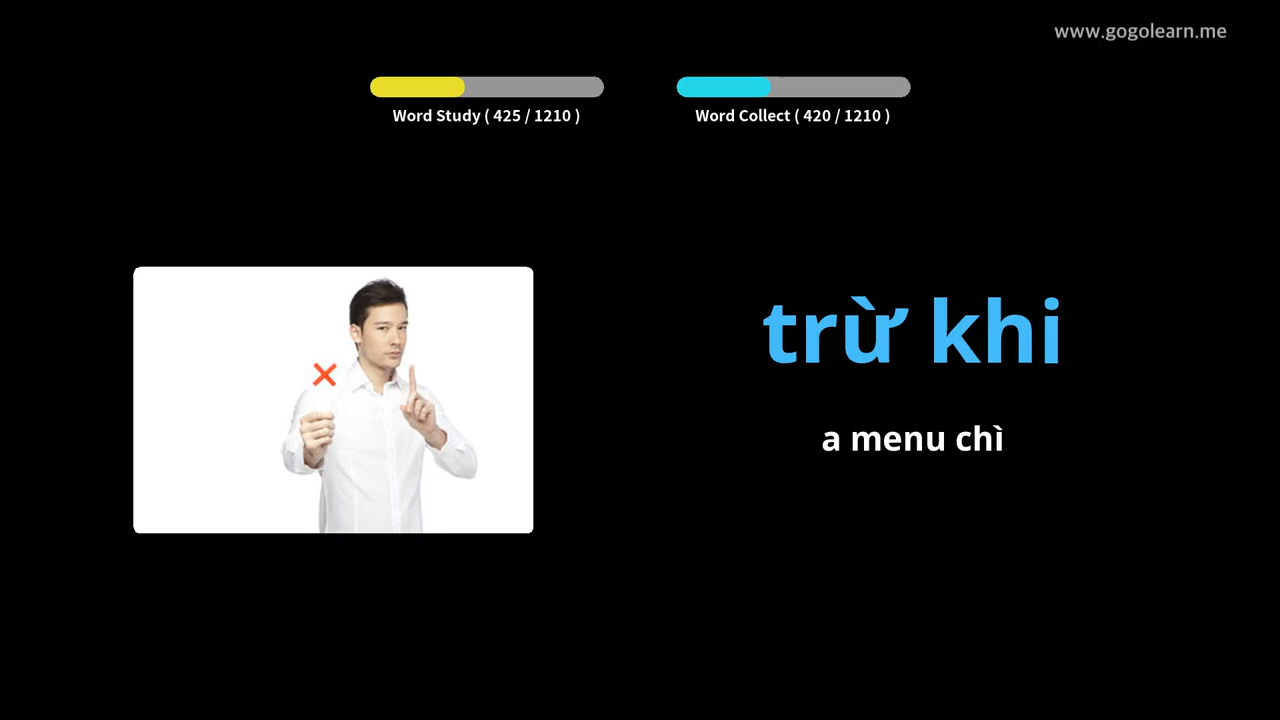 www.gogolearn.me
Word Study ( 425 / 1210 )
Word Collect ( 420 / 1210 )
trừ khi
a menu chì